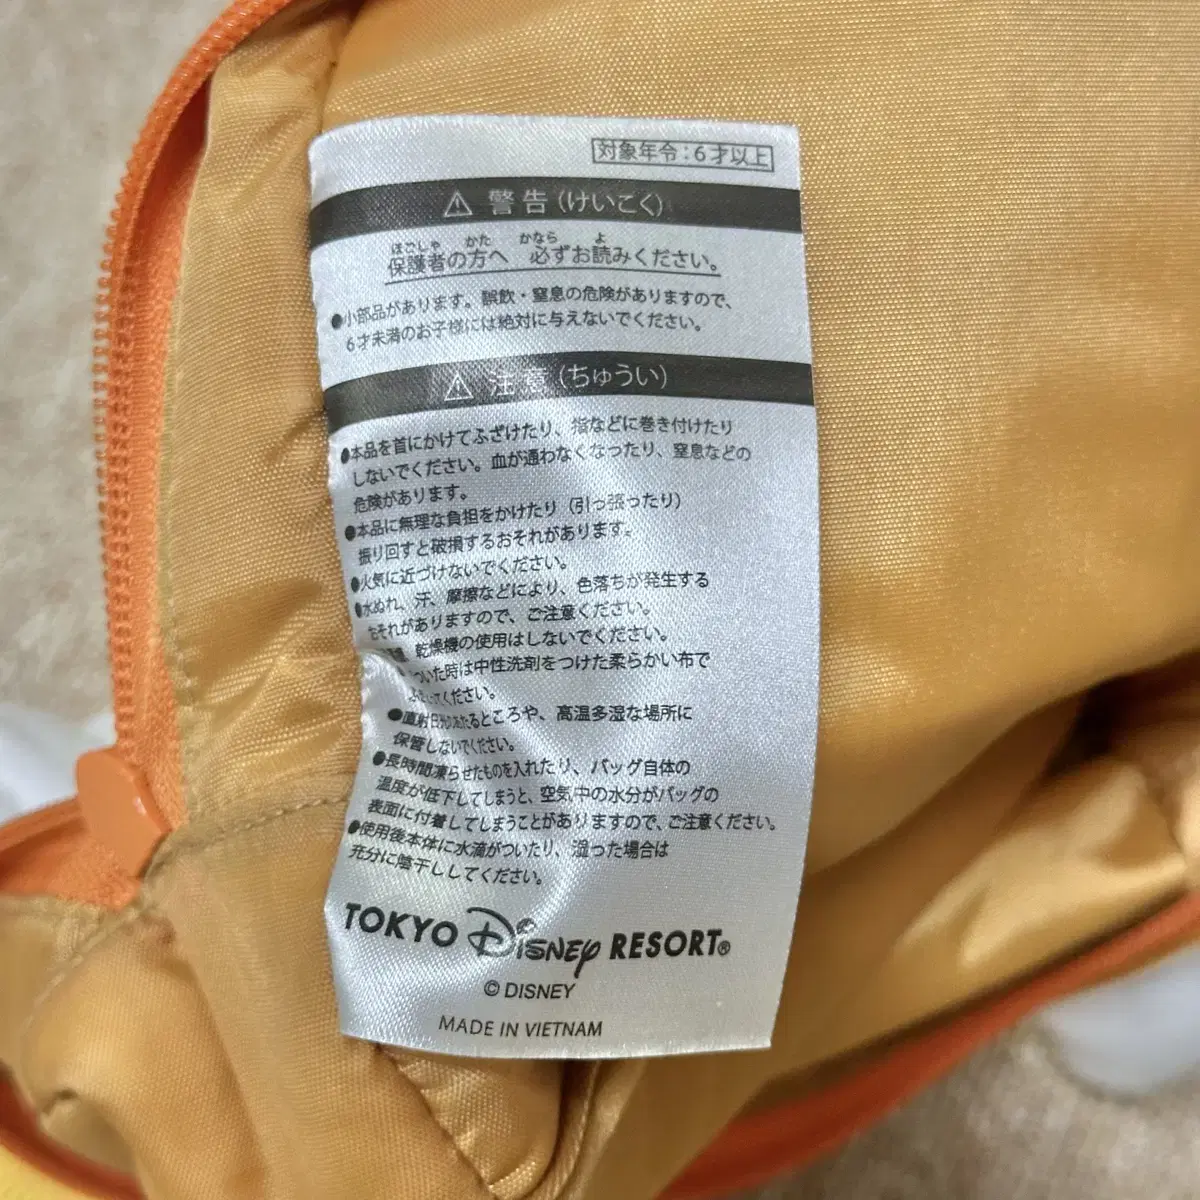 対象年令：6才以上
⚠ 警告（けいこく）
ほごしゃ かた かなら よ
保護者の方へ 必ずお読みください。
●小部品があります。誤飲・窒息の危険がありますので、
6才未満のお子様には絶対に与えないでください。
⚠ 注意（ちゅうい）
●本品を首にかけてふざけたり、指などに巻き付けたり
しないでください。血が通わなくなったり、窒息などの
危険があります。
●本品に無理な負担をかけたり（引っ張ったり）
振り回すと破損するおそれがあります。
●火気に近づけないでください。
●水ぬれ、汗、摩擦などにより、色落ちが発生する
おそれがありますので、ご注意ください。
乾燥機の使用はしないでください。
ついた時は中性洗剤をつけた柔らかい布で
ください。
●直射日光のあたるところや、高温多湿な場所に
保管しないでください。
●長時間凍らせたものを入れたり、バッグ自体の
温度が低下してしまうと、空気中の水分がバッグの
表面に付着してしまうことがありますので、ご注意ください。
●使用後本体に水滴がついたり、湿った場合は
充分に陰干ししてください。
TOKYO Disney RESORT®
© DISNEY
MADE IN VIETNAM